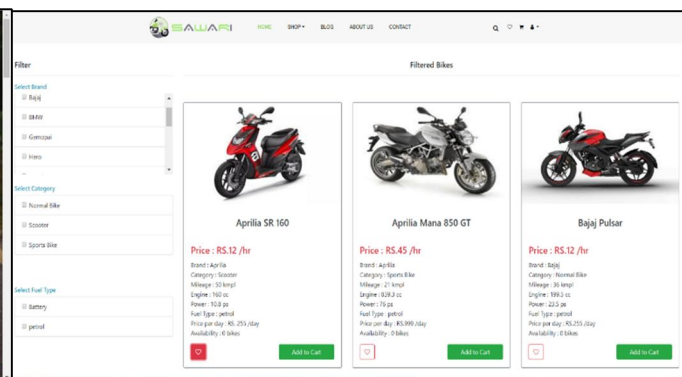 SAWARI
HOME SHOP BLOG ABOUT US CONTACT
Filter
Filtered Bikes
Select Brand
Bajaj
BMW
Gemopai
Hero
Select Category
Normal Bike
Scooter
Sports Bike
Select Fuel Type
Battery
petrol
Aprilia SR 160
Price : RS.12 /hr
Brand : Aprilia
Category : Scooter
Mileage : 50 kmpl
Engine : 160 cc
Power : 10.8 ps
Fuel Type : petrol
Price per day : RS. 255 /day
Availability : 0 bikes
Add to Cart
Aprilia Mana 850 GT
Price : RS.45 /hr
Brand : Aprilia
Category : Sports Bike
Mileage : 21 kmpl
Engine : 839.3 cc
Power : 76 ps
Fuel Type : petrol
Price per day : RS.999 /day
Availability : 0 bikes
Add to Cart
Bajaj Pulsar
Price : RS.12 /hr
Brand : Bajaj
Category : Normal Bike
Mileage : 36 kmpl
Engine : 199.5 cc
Power : 23.5 ps
Fuel Type : petrol
Price per day : RS.255 /day
Availability : 0 bikes
Add to Cart